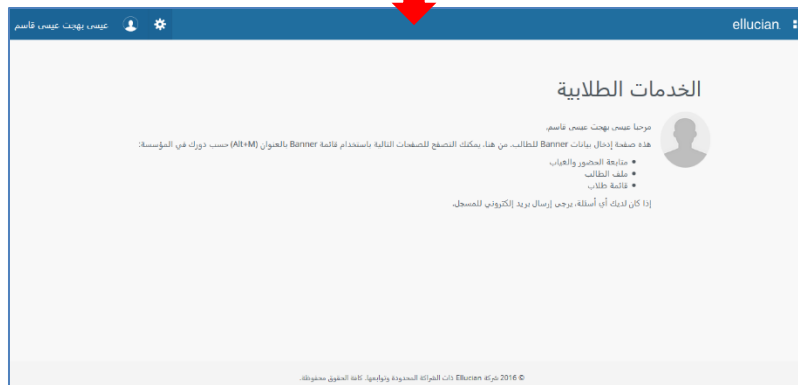 ellucian.
عيسى بهجت عيسى قاسم
الخدمات الطلابية
مرحبا عيسى بهجت عيسى قاسم.
هذه صفحة إدخال بيانات Banner للطالب. من هنا، يمكنك التصفح للصفحات التالية باستخدام قائمة Banner بالعنوان (Alt+M) حسب دورك في المؤسسة:
متابعة الحضور والغياب
ملف الطالب
قائمة طلاب
إذا كان لديك أي أسئلة، يرجى إرسال بريد إلكتروني للمسجل.
© 2016 شركة Ellucian ذات الشراكة المحدودة وتوابعها. كافة الحقوق محفوظة.